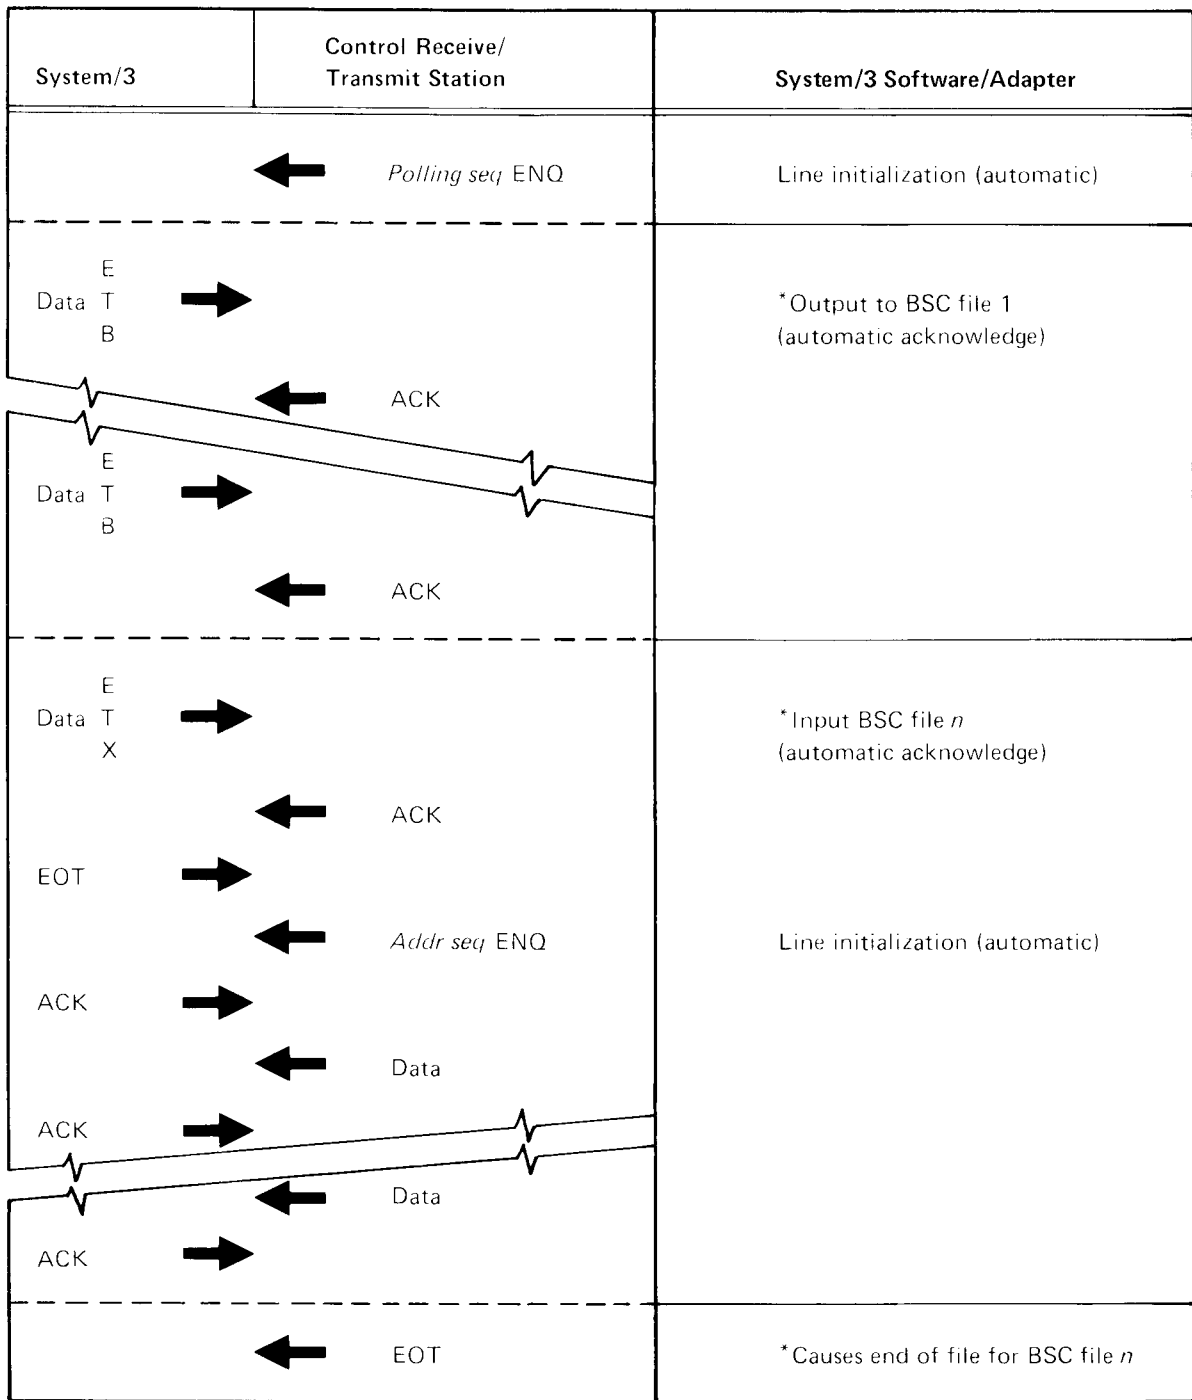 System/3
Control Receive/
Transmit Station
System/3 Software/Adapter
Polling seq ENQ
Line initialization (automatic)
Data
E
T
B
*Output to BSC file 1
(automatic acknowledge)
ACK
Data
E
T
B
ACK
Data
E
T
X
*Input BSC file n
(automatic acknowledge)
ACK
EOT
Addr seq ENQ
Line initialization (automatic)
ACK
Data
ACK
Data
ACK
EOT
*Causes end of file for BSC file n